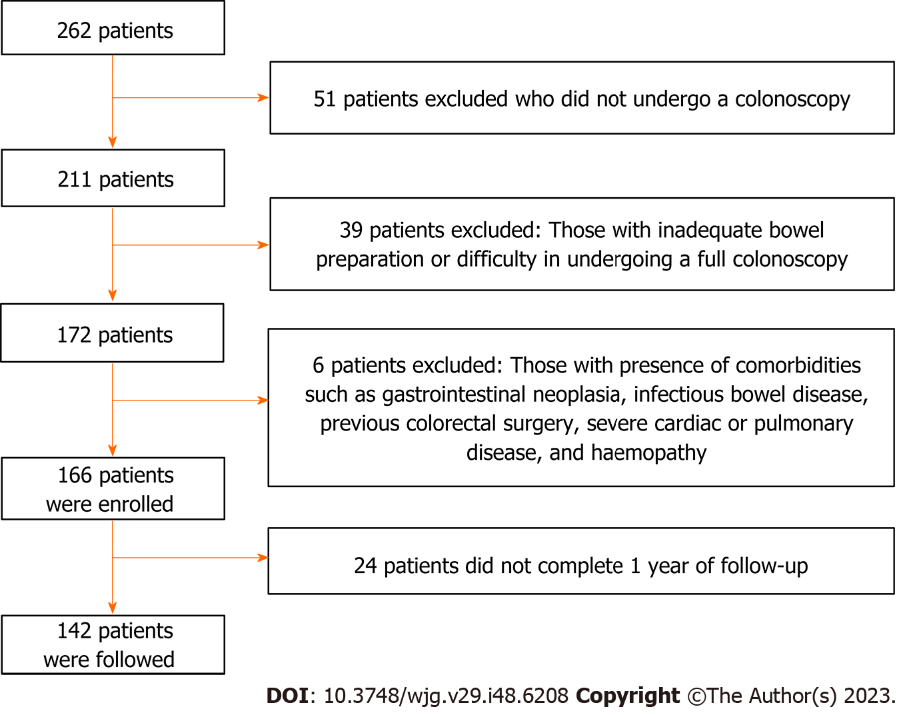 262 patients
51 patients excluded who did not undergo a colonoscopy
211 patients
39 patients excluded: Those with inadequate bowel
preparation or difficulty in undergoing a full colonoscopy
172 patients
6 patients excluded: Those with presence of comorbidities
such as gastrointestinal neoplasia, infectious bowel disease,
previous colorectal surgery, severe cardiac or pulmonary
disease, and haemopathy
166 patients
were enrolled
24 patients did not complete 1 year of follow-up
142 patients
were followed
DOI: 10.3748/wjg.v29.i48.6208 Copyright ©The Author(s) 2023.